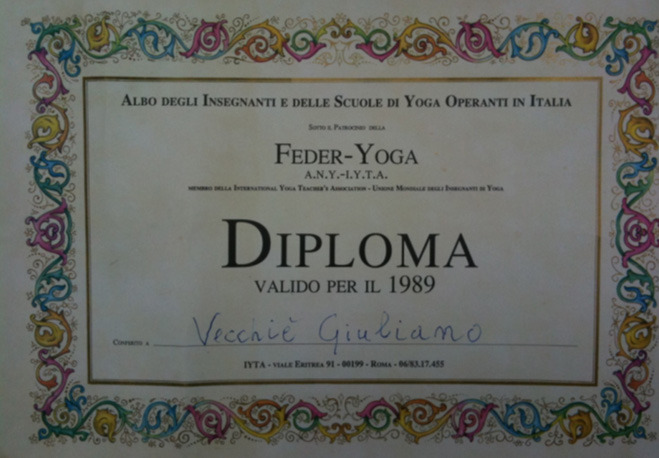 ALBO DEGLI INSEGNANTI E DELLE SCUOLE DI YOGA OPERANTI IN ITALIA
SOTTO IL PATROCINIO DELLA
FEDER-YOGA
A.N.Y.-I.Y.T.A.
MEMBRO DELLA INTERNATIONAL YOGA TEACHER'S ASSOCIATION - UNIONE MONDIALE DEGLI INSEGNANTI DI YOGA
DIPLOMA
VALIDO PER IL 1989
CONFERITO A Vecchiè Giuliano
IYTA - VIALE ERITREA 91 - 00199 - ROMA - 06/83.17.455